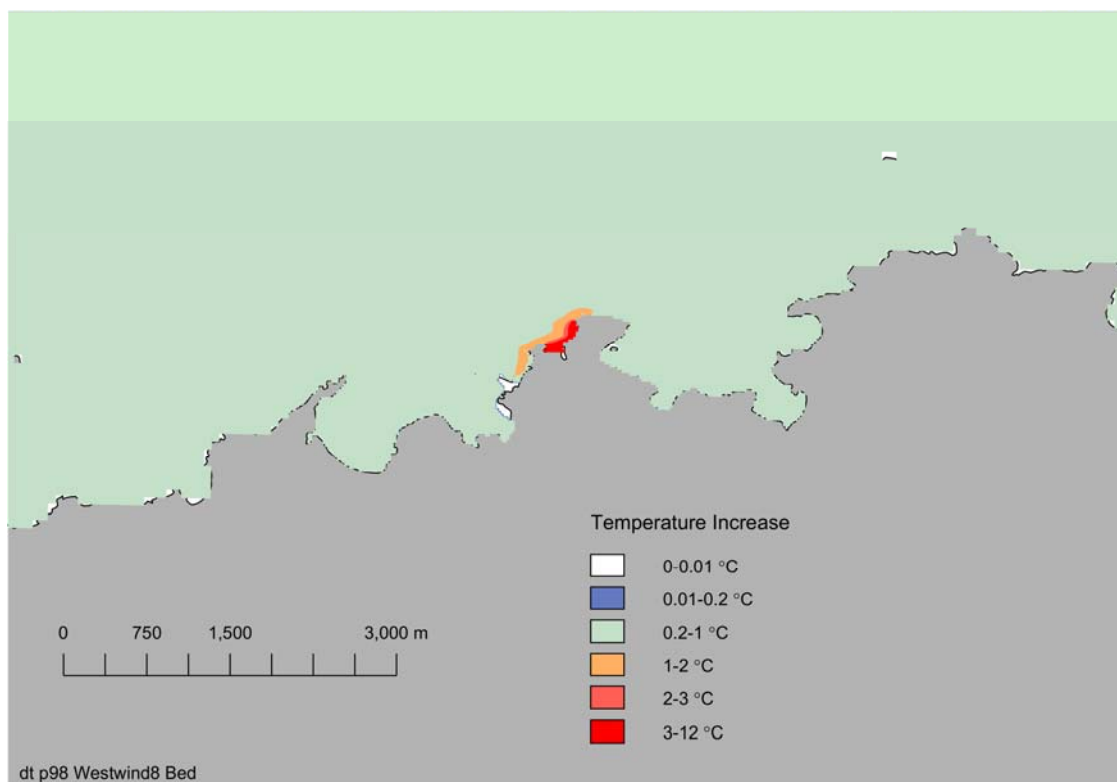 Temperature Increase
0-0.01 °C
0.01-0.2 °C
0.2-1 °C
1-2 °C
2-3 °C
3-12 °C
0 750 1,500 3,000 m
dt p98 Westwind8 Bed